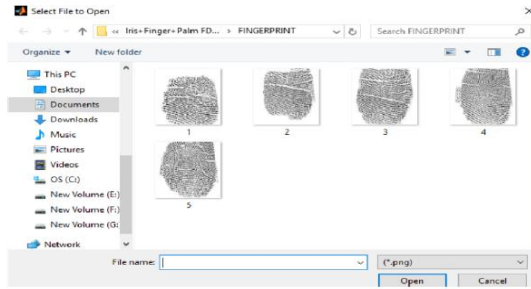 Select File to Open
« Iris+Finger+Palm FD... › FINGERPRINT
Search FINGERPRINT
Organize
New folder
This PC
Desktop
Documents
Downloads
Music
Pictures
Videos
OS (C:)
New Volume (E:)
New Volume (F:)
New Volume (G:
Network
1
2
3
4
5
File name:
(*.png)
Open
Cancel